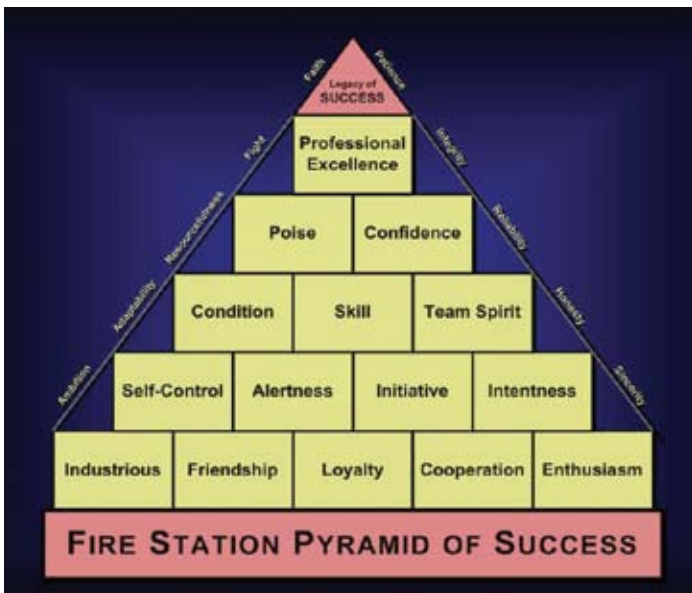 Faith
Patience
Legacy of
SUCCESS
Professional
Excellence
Fight
Integrity
Poise
Confidence
Resourcefulness
Reliability
Condition
Skill
Team Spirit
Adaptability
Honesty
Self-Control
Alertness
Initiative
Intentness
Ambition
Sincerity
Industrious
Friendship
Loyalty
Cooperation
Enthusiasm
FIRE STATION PYRAMID OF SUCCESS